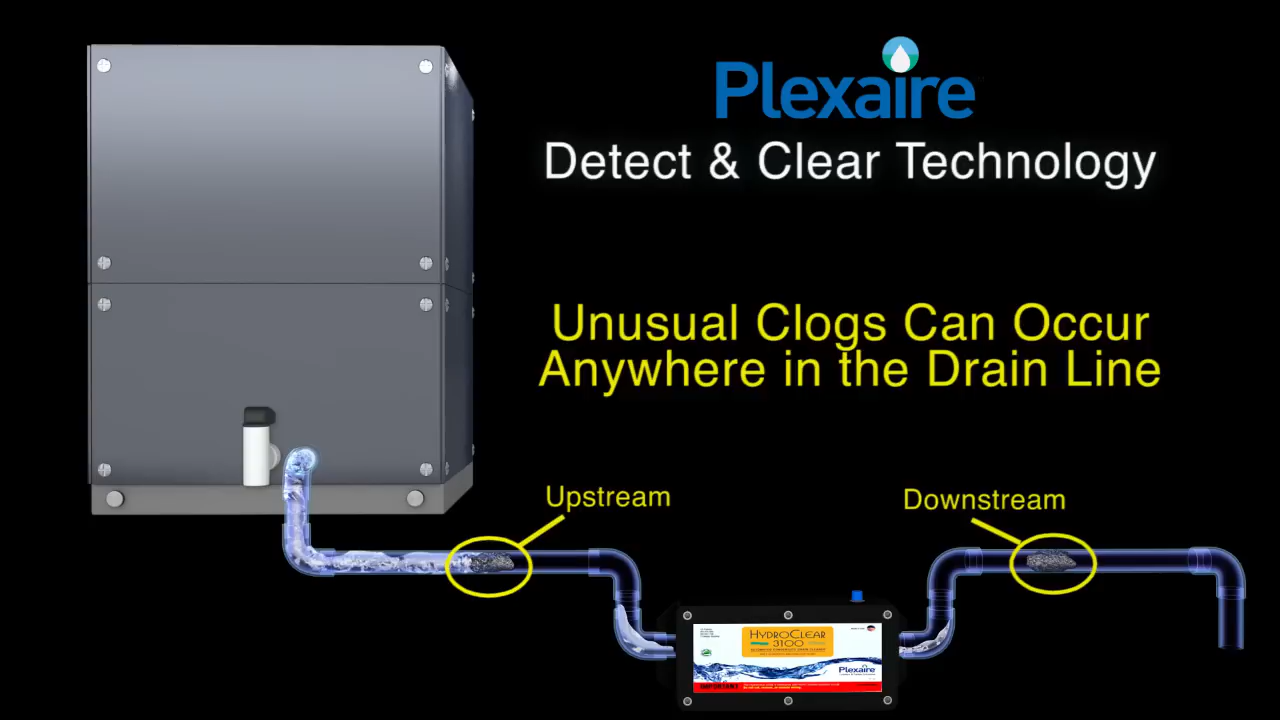 Plexaire
Detect & Clear Technology
Unusual Clogs Can Occur
Anywhere in the Drain Line
Upstream
Downstream
HYDROCLEAR
3100
Plexaire
IMPORTANT